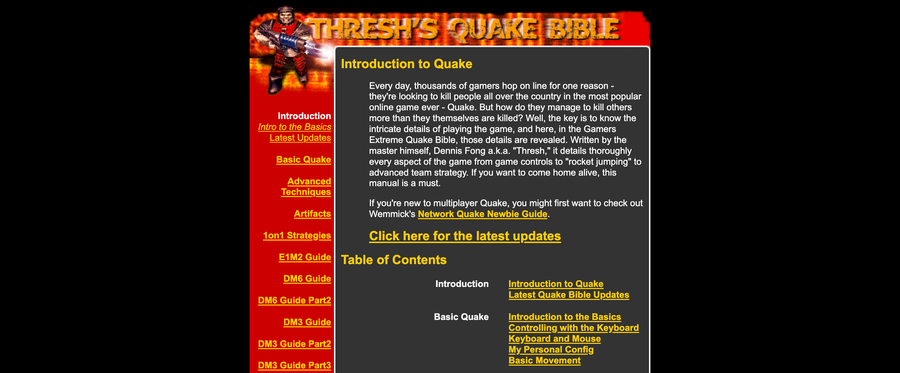 THRESH'S QUAKE BIBLE
Introduction
Intro to the Basics
Latest Updates
Basic Quake
Advanced
Techniques
Artifacts
1on1 Strategies
E1M2 Guide
DM6 Guide
DM6 Guide Part2
DM3 Guide
DM3 Guide Part2
DM3 Guide Part3
Introduction to Quake
Every day, thousands of gamers hop on line for one reason -
they're looking to kill people all over the country in the most popular
online game ever - Quake. But how do they manage to kill others
more than they themselves are killed? Well, the key is to know the
intricate details of playing the game, and here, in the Gamers
Extreme Quake Bible, those details are revealed. Written by the
master himself, Dennis Fong a.k.a. "Thresh," it details thoroughly
every aspect of the game from game controls to "rocket jumping" to
advanced team strategy. If you want to come home alive, this
manual is a must.
If you're new to multiplayer Quake, you might first want to check out
Wemmick's Network Quake Newbie Guide.
Click here for the latest updates
Table of Contents
Introduction
Introduction to Quake
Latest Quake Bible Updates
Basic Quake
Introduction to the Basics
Controlling with the Keyboard
Keyboard and Mouse
My Personal Config
Basic Movement